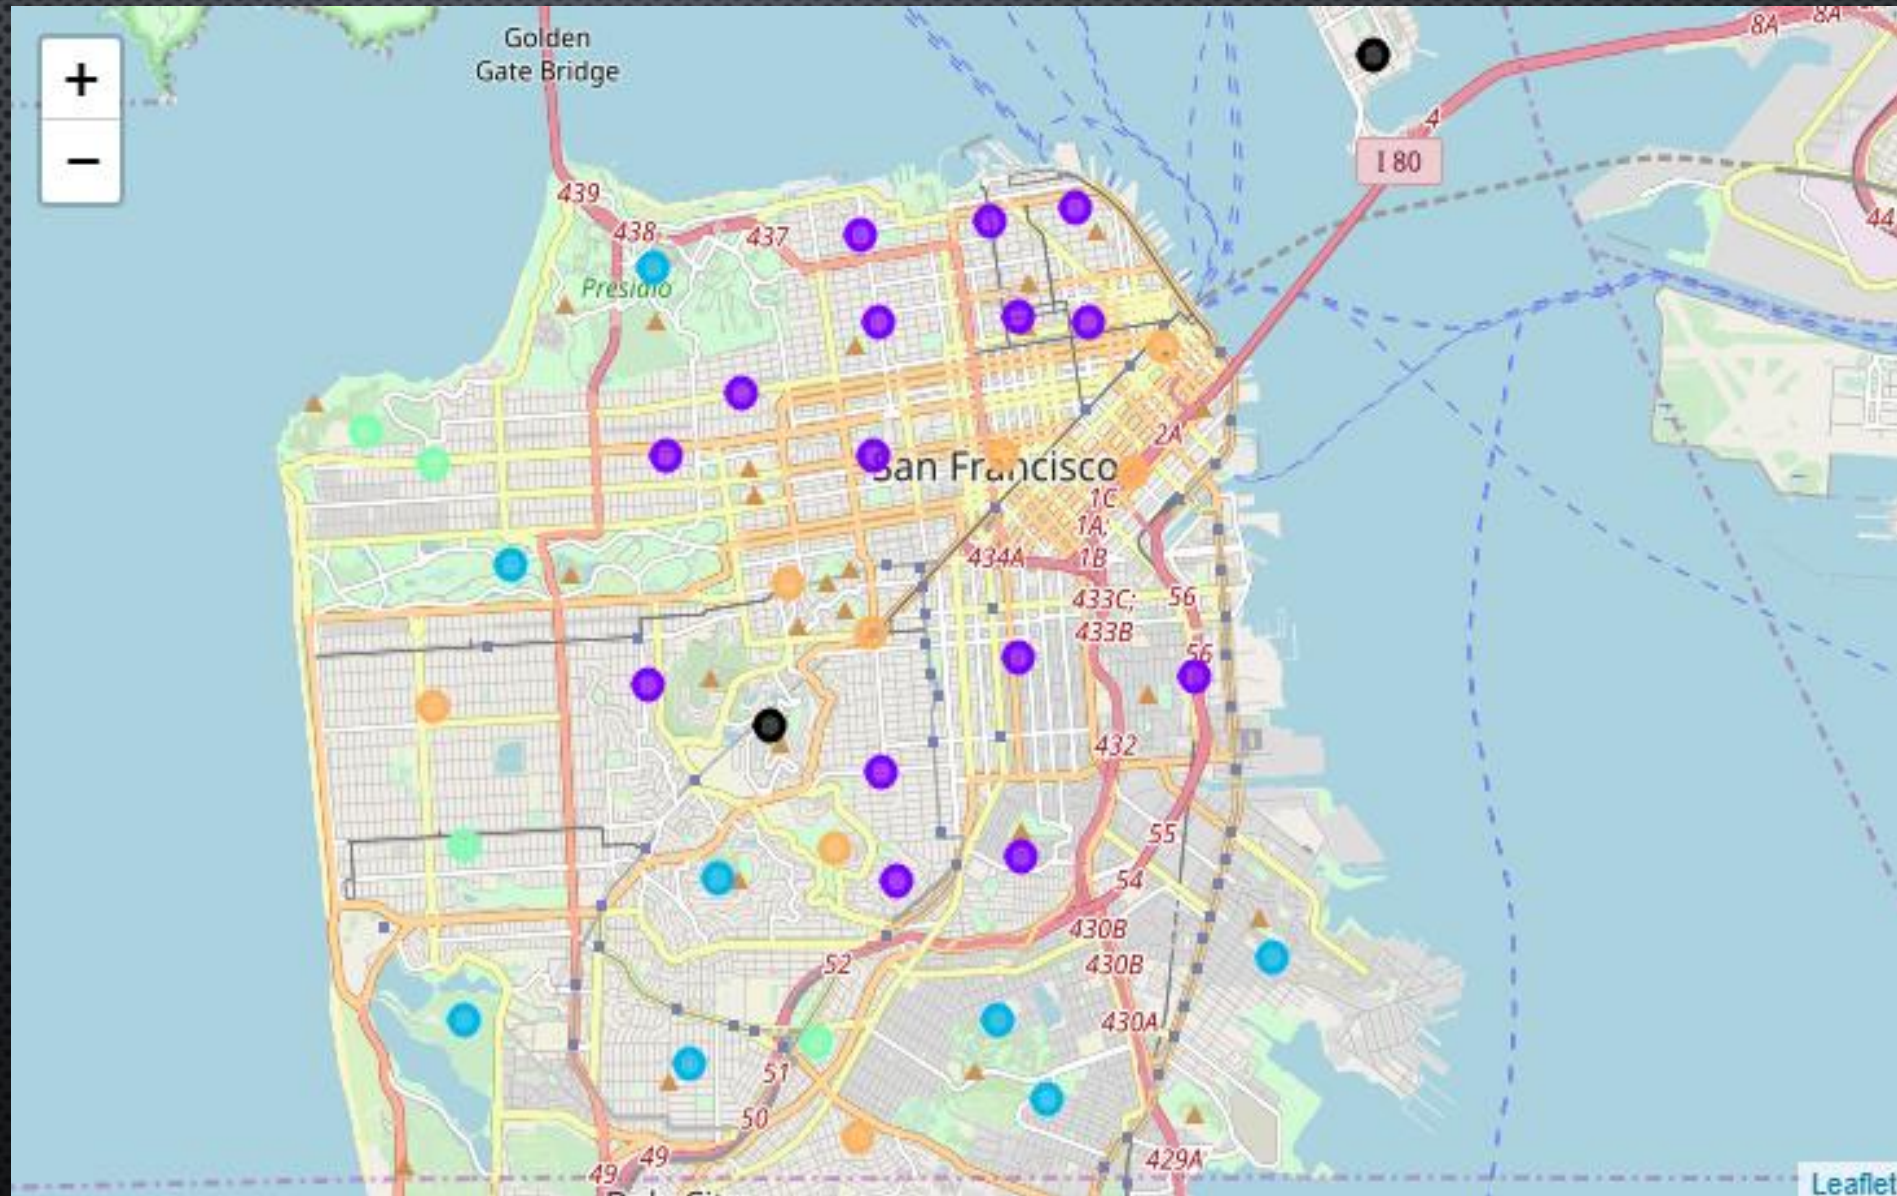 Golden
Gate Bridge
+
−
8A
8A
4
I 80
439
438
437
44
Presidio
2A
San Francisco
1C
1A;
1B
434A
433C;
56
433B
56
432
55
54
430B
52
430B
430A
51
50
49
49
429A
Leaflet